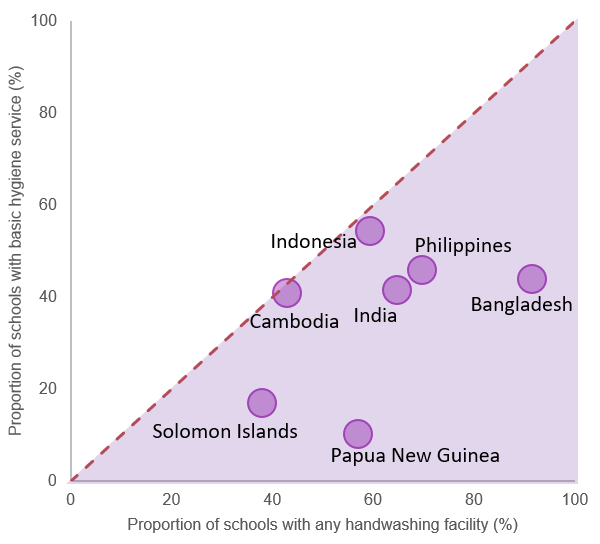 Proportion of schools with basic hygiene service (%)
100
80
60
40
20
0
Indonesia
Philippines
Bangladesh
India
Cambodia
Solomon Islands
Papua New Guinea
0 20 40 60 80 100
Proportion of schools with any handwashing facility (%)